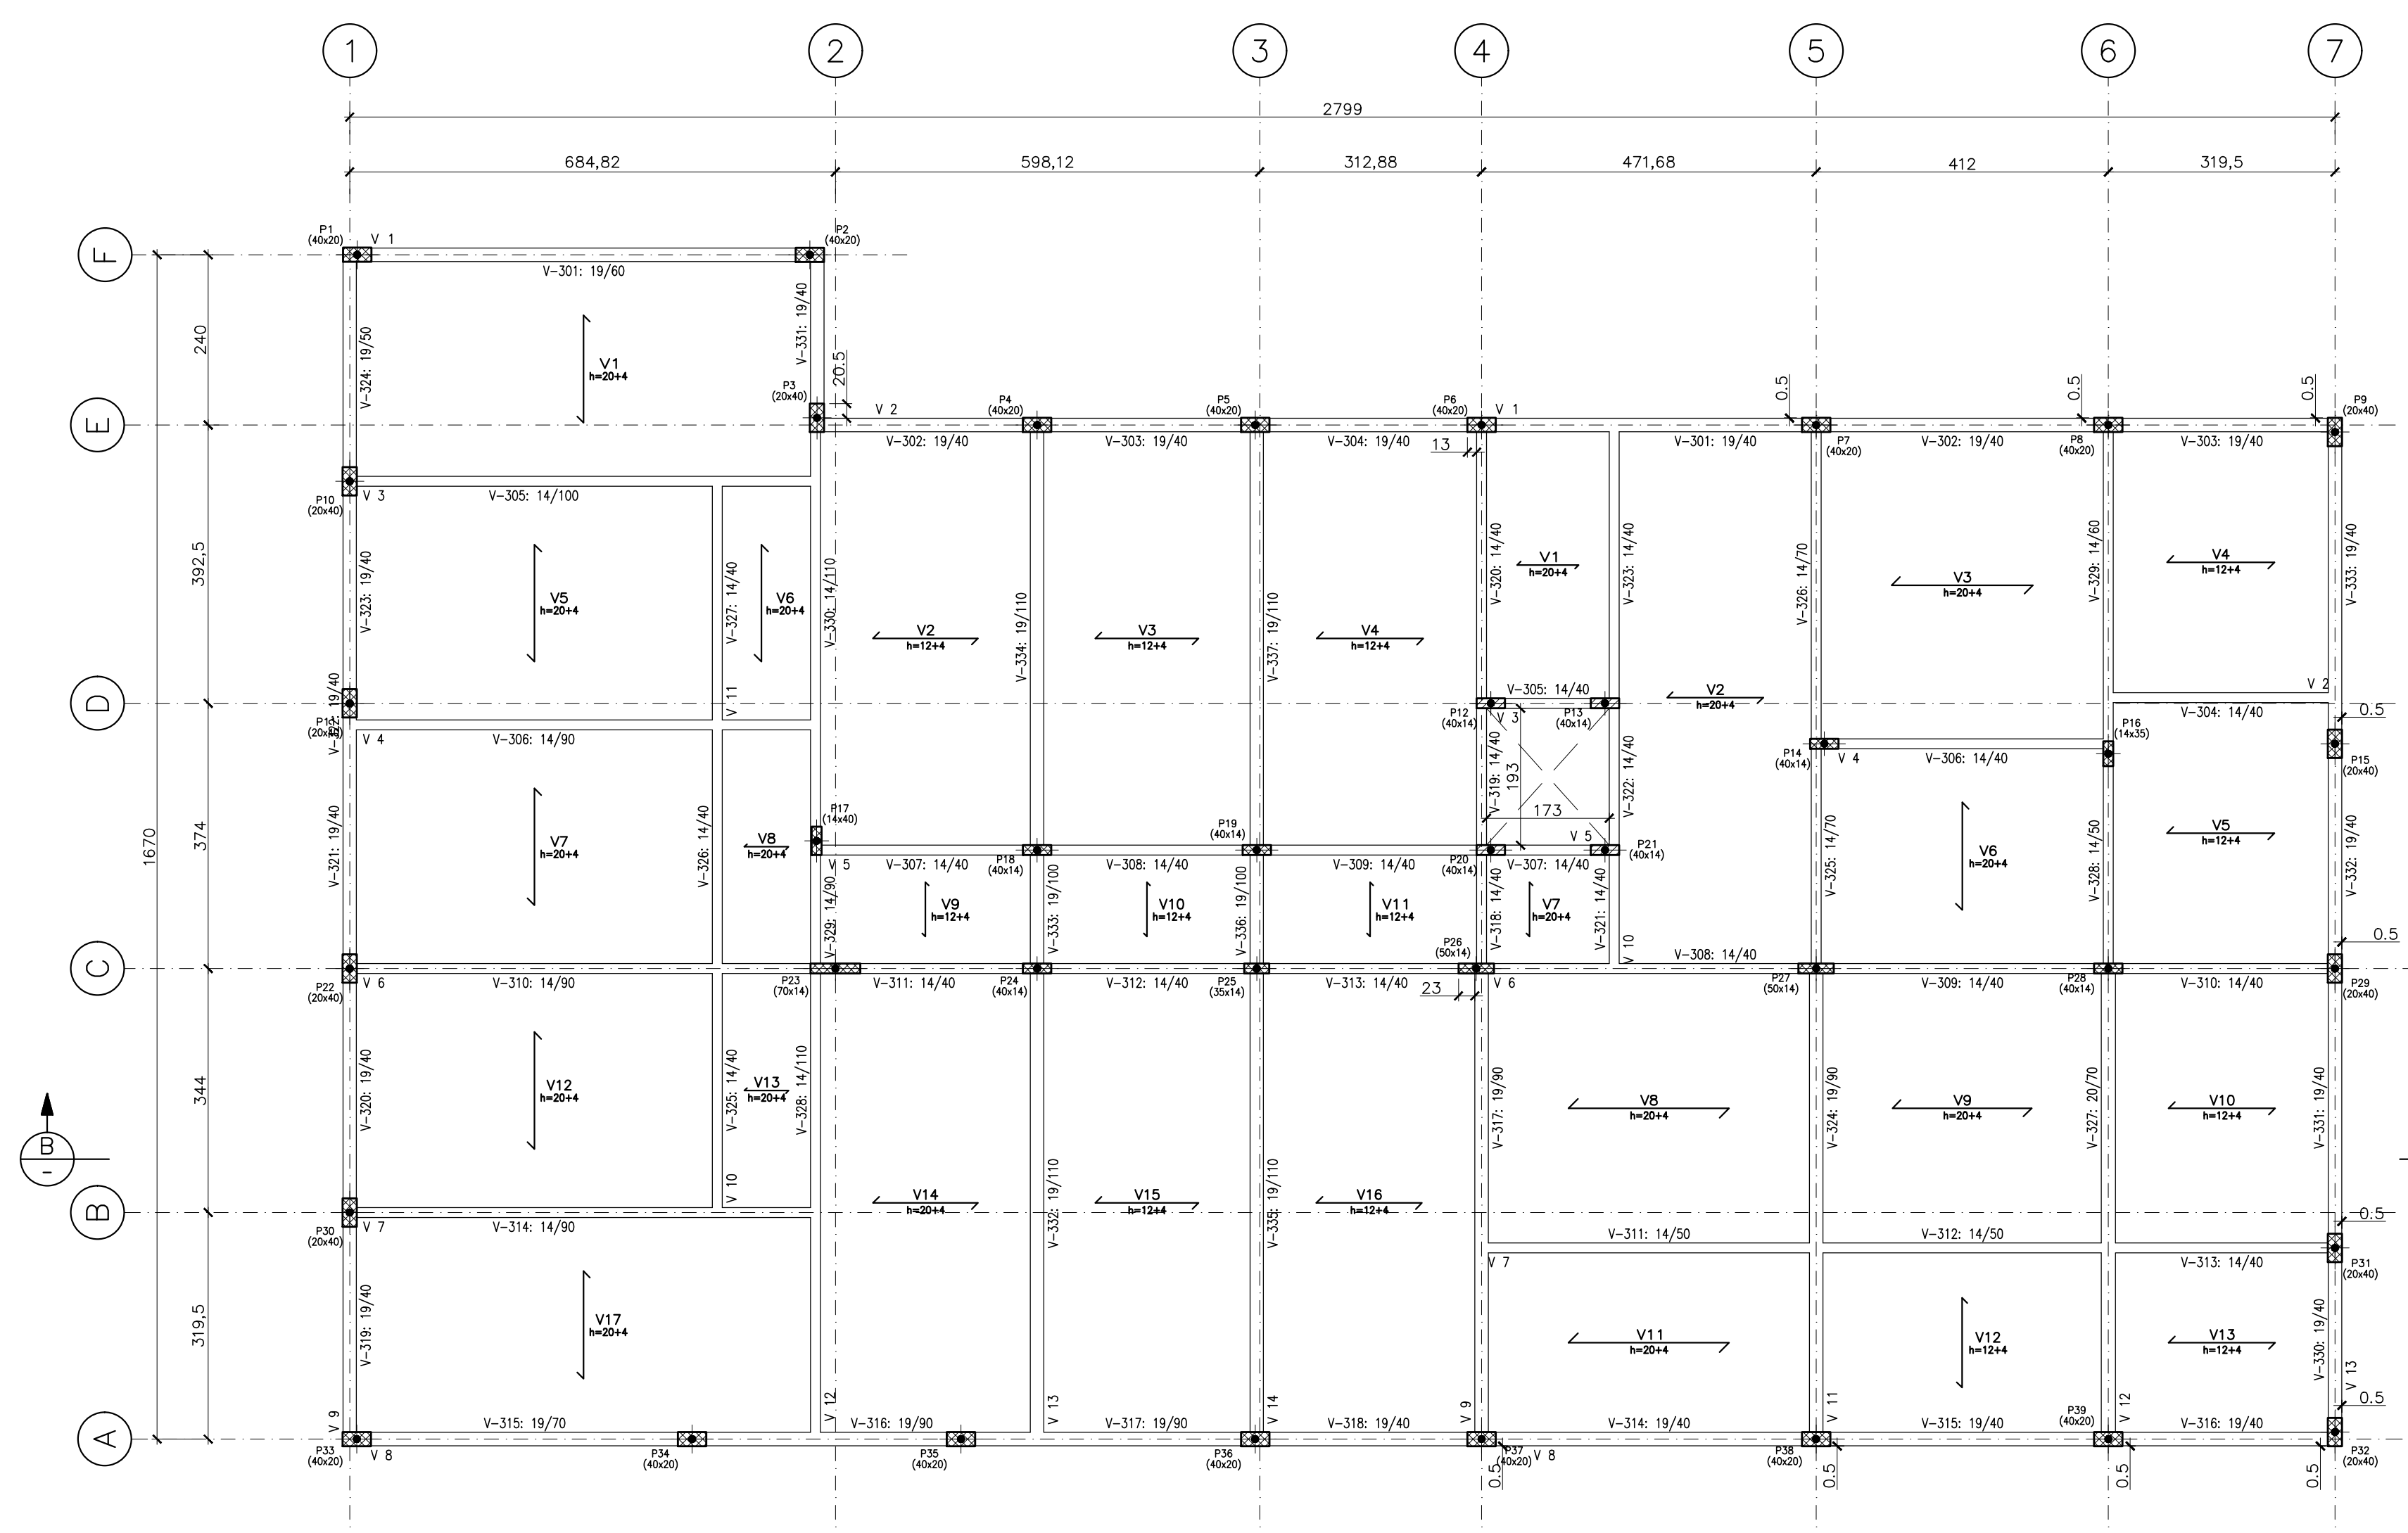 1
2
3
4
5
6
7
2799
684,82
598,12
312,88
471,68
412
319,5
F
E
D
C
B
A
B
-
1670
240
392,5
374
344
319,5
P1
(40x20)
V 1
V-301: 19/60
P2
(40x20)
V-324: 19/50
V1
h=20+4
V-331: 19/40
20.5
P3
(20x40)
V 2
V-302: 19/40
P4
(40x20)
V-303: 19/40
P5
(40x20)
V-304: 19/40
P6
(40x20)
V 1
13
V-301: 19/40
0.5
P7
(40x20)
V-302: 19/40
0.5
P8
(40x20)
V-303: 19/40
0.5
P9
(20x40)
P10
(20x40)
V 3
V-305: 14/100
V-323: 19/40
V5
h=20+4
V-327: 14/40
V6
h=20+4
V-330: 14/110
V 11
V2
h=12+4
V-334: 19/110
V3
h=12+4
V-337: 19/110
V4
h=12+4
V-320: 14/40
V1
h=20+4
V-323: 14/40
V-326: 14/70
V3
h=20+4
V-329: 14/60
V4
h=12+4
V-333: 19/40
V-322: 19/40
P11
(20x40)
V 4
V-306: 14/90
P12
(40x14)
V 3
V-305: 14/40
P13
(40x14)
V2
h=20+4
V 2
V-304: 14/40
0.5
P14
(40x14)
V 4
V-306: 14/40
P16
(14x35)
P15
(20x40)
V-319: 14/40
193
173
V-322: 14/40
V-321: 19/40
V7
h=20+4
V-326: 14/40
V8
h=20+4
P17
(14x40)
V 5
V-307: 14/40
P18
(40x14)
V-308: 14/40
P19
(40x14)
V-309: 14/40
P20
(40x14)
V 5
V-307: 14/40
P21
(40x14)
V-325: 14/70
V6
h=20+4
V-328: 14/50
V5
h=12+4
V-332: 19/40
V-329: 14/90
V9
h=12+4
V-333: 19/100
V10
h=12+4
V-336: 19/100
V11
h=12+4
V-318: 14/40
V7
h=20+4
V-321: 14/40
V 10
0.5
P22
(20x40)
V 6
V-310: 14/90
P23
(70x14)
V-311: 14/40
P24
(40x14)
V-312: 14/40
P25
(35x14)
V-313: 14/40
P26
(50x14)
23
V 6
V-308: 14/40
P27
(50x14)
V-309: 14/40
P28
(40x14)
V-310: 14/40
P29
(20x40)
V-320: 19/40
V12
h=20+4
V-325: 14/40
V13
h=20+4
V-328: 14/110
V 10
V14
h=20+4
V-332: 19/110
V15
h=12+4
V-335: 19/110
V16
h=12+4
V-317: 19/90
V8
h=20+4
V-324: 19/90
V9
h=20+4
V-327: 20/70
V10
h=12+4
V-331: 19/40
0.5
P30
(20x40)
V 7
V-314: 14/90
V 7
V-311: 14/50
V-312: 14/50
V-313: 14/40
P31
(20x40)
V-319: 19/40
V17
h=20+4
V11
h=20+4
V12
h=12+4
V13
h=12+4
V-330: 19/40
V 13
0.5
V 9
V-315: 19/70
V 12
V-316: 19/90
V 13
V-317: 19/90
V 14
V-318: 19/40
V 9
V-314: 19/40
V 11
V-315: 19/40
P39
(40x20)
V 12
V-316: 19/40
P33
(40x20)
V 8
P34
(40x20)
P35
(40x20)
P36
(40x20)
P37
(40x20)
0.5
V 8
P38
(40x20)
0.5
0.5
0.5
P32
(20x40)